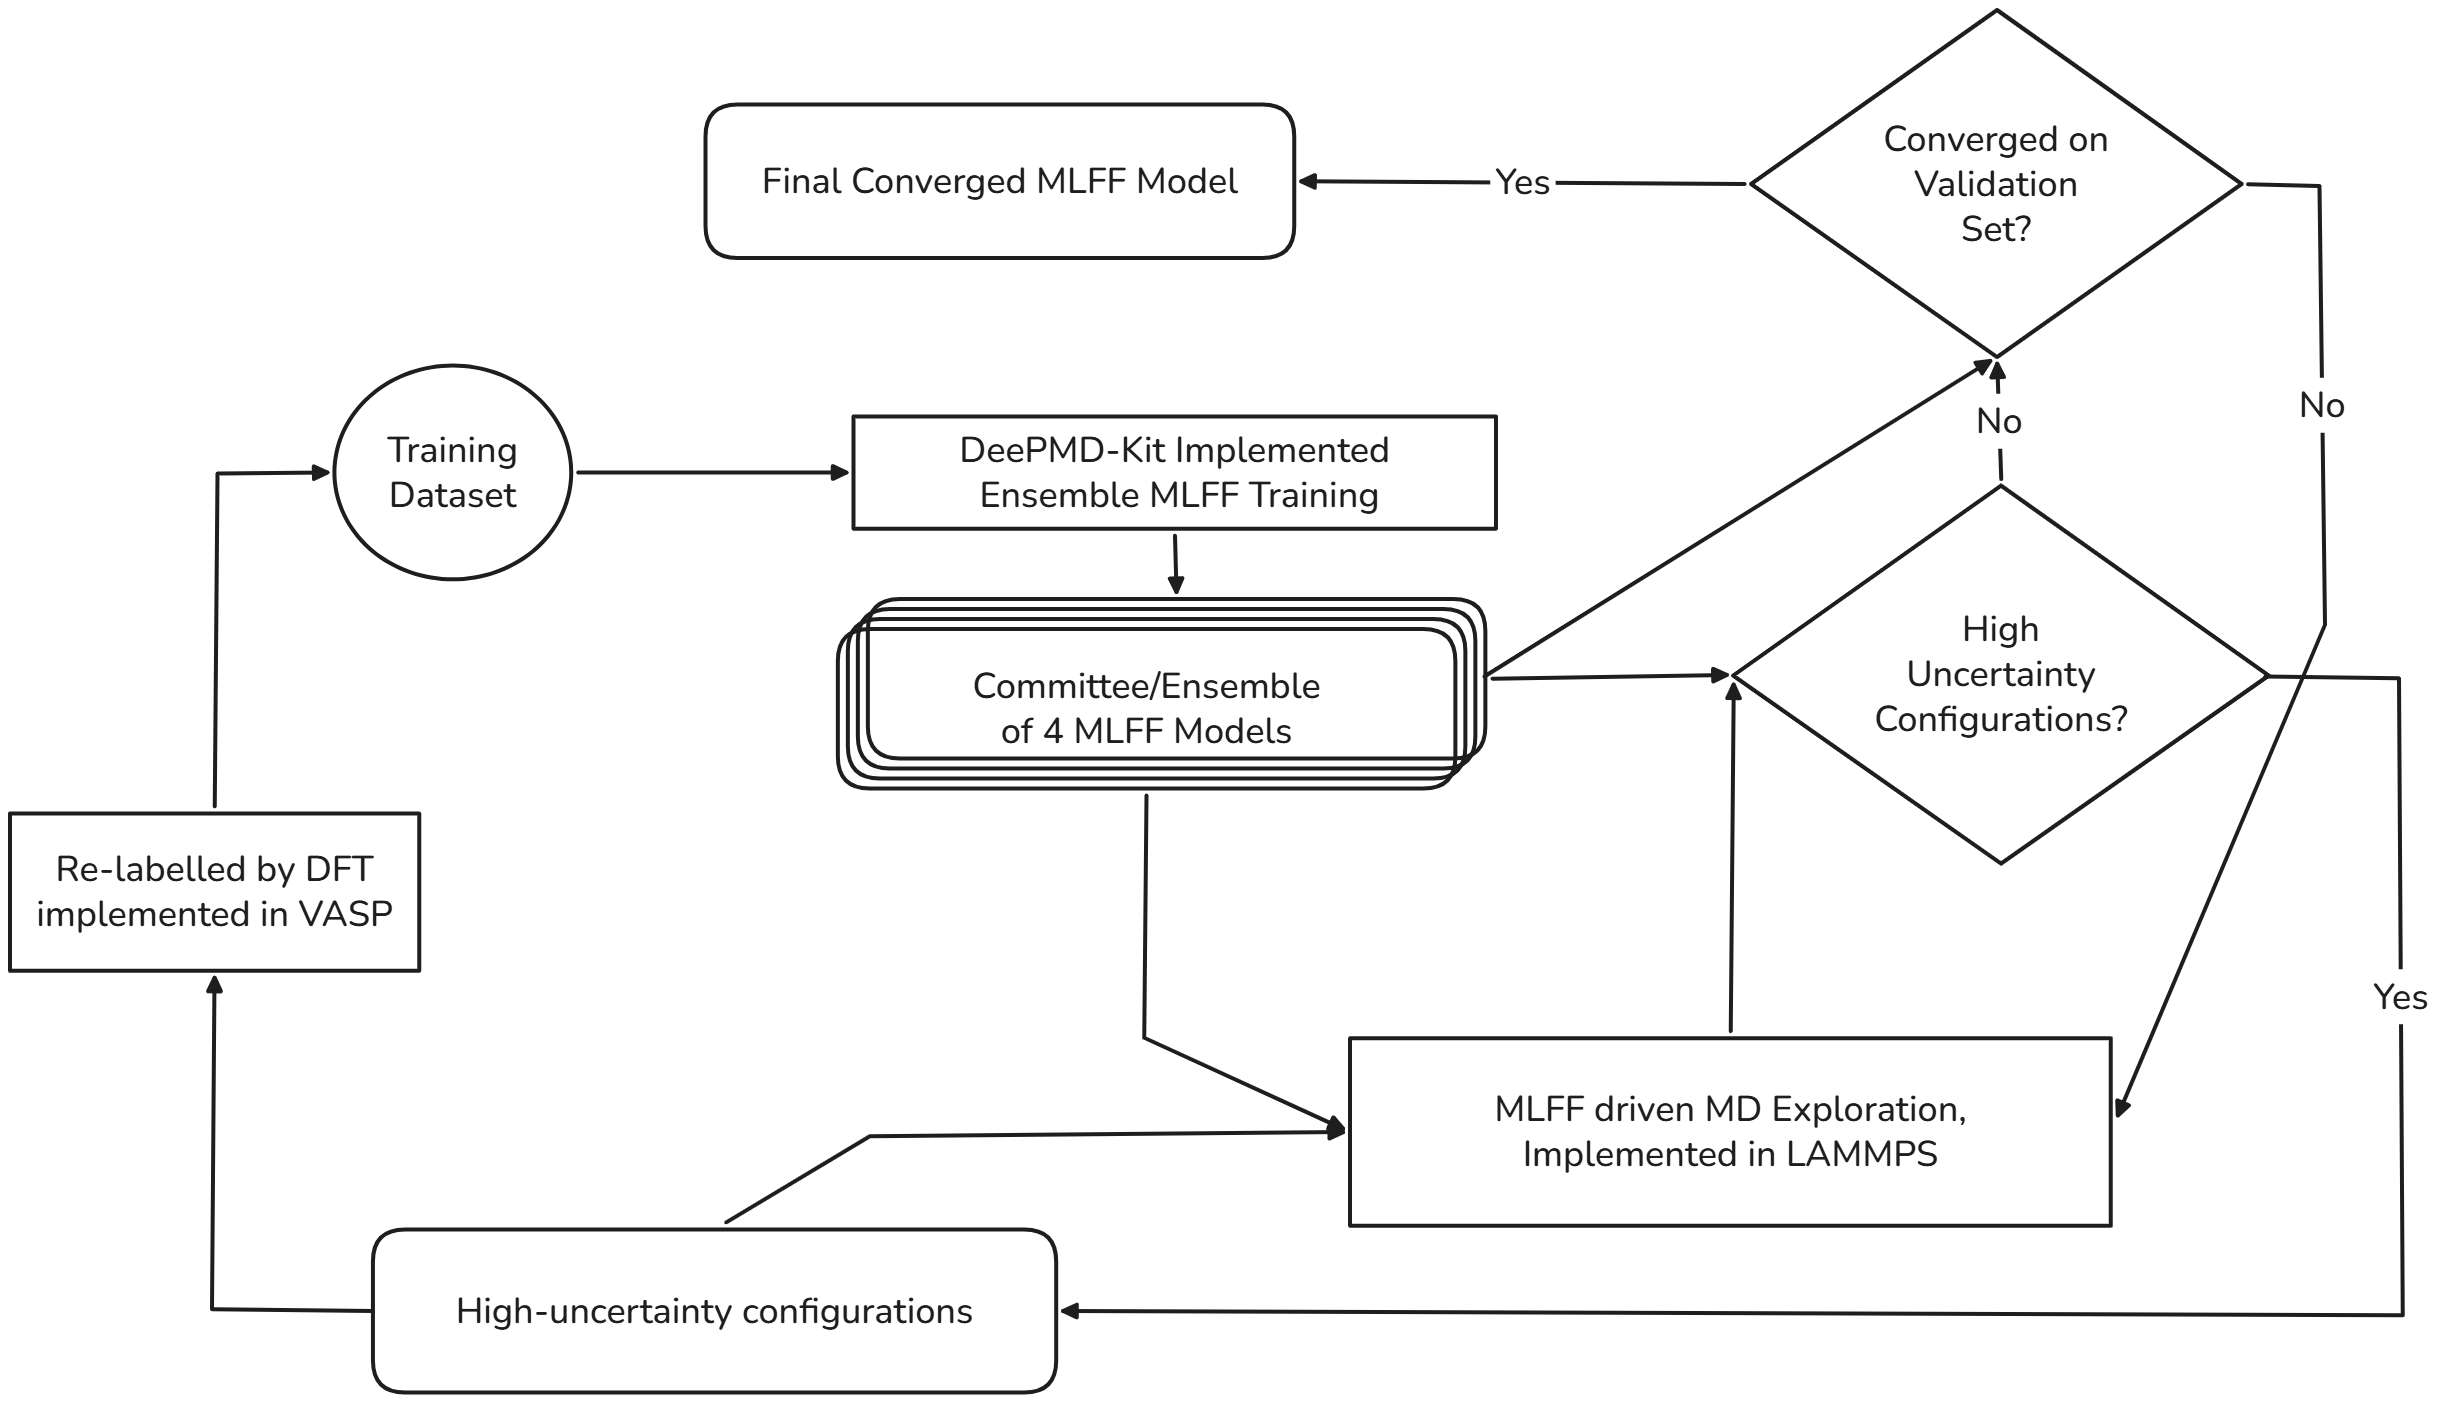 Converged on
Validation
Set?
Final Converged MLFF Model
Yes
No
No
Training
Dataset
DeePMD-Kit Implemented
Ensemble MLFF Training
High
Uncertainty
Configurations?
Committee/Ensemble
of 4 MLFF Models
Re-labelled by DFT
implemented in VASP
Yes
MLFF driven MD Exploration,
Implemented in LAMMPS
High-uncertainty configurations